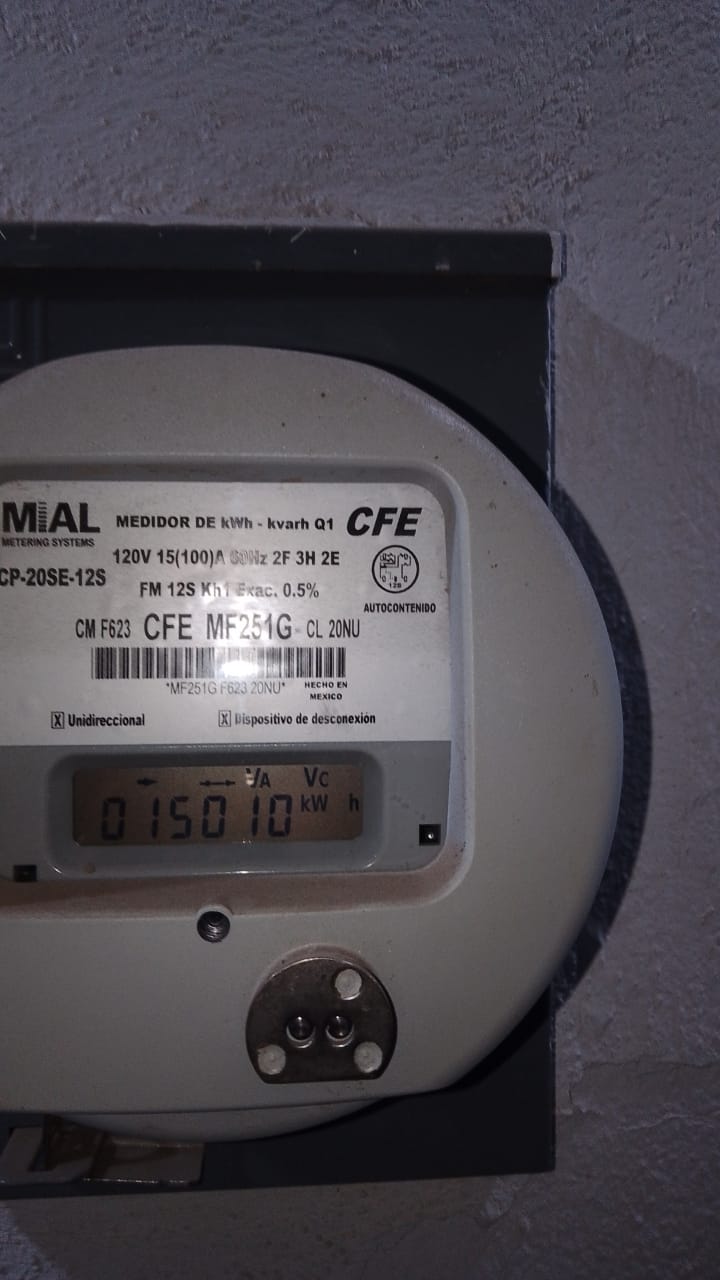 MIAL
METERING SYSTEMS
MEDIDOR DE kWh - kvarh Q1
CFE
120V 15(100)A 60Hz 2F 3H 2E
CP-20SE-12S
FM 12S Kh1 Exac. 0.5%
12S
AUTOCONTENIDO
CM F623 CFE MF251G CL 20NU
*MF251G F623 20NU*
HECHO EN
MEXICO
X Unidireccional
X Dispositivo de desconexión
VA VC
015010 kW h